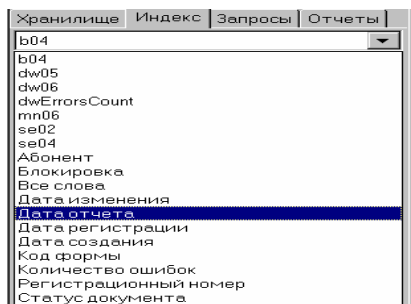 Хранилище Индекс Запросы Отчеты
b04
b04
dw05
dw06
dwErrorsCount
mn06
se02
se04
Абонент
Блокировка
Все слова
Дата изменения
Дата отчета
Дата регистрации
Дата создания
Код формы
Количество ошибок
Регистрационный номер
Статус документа